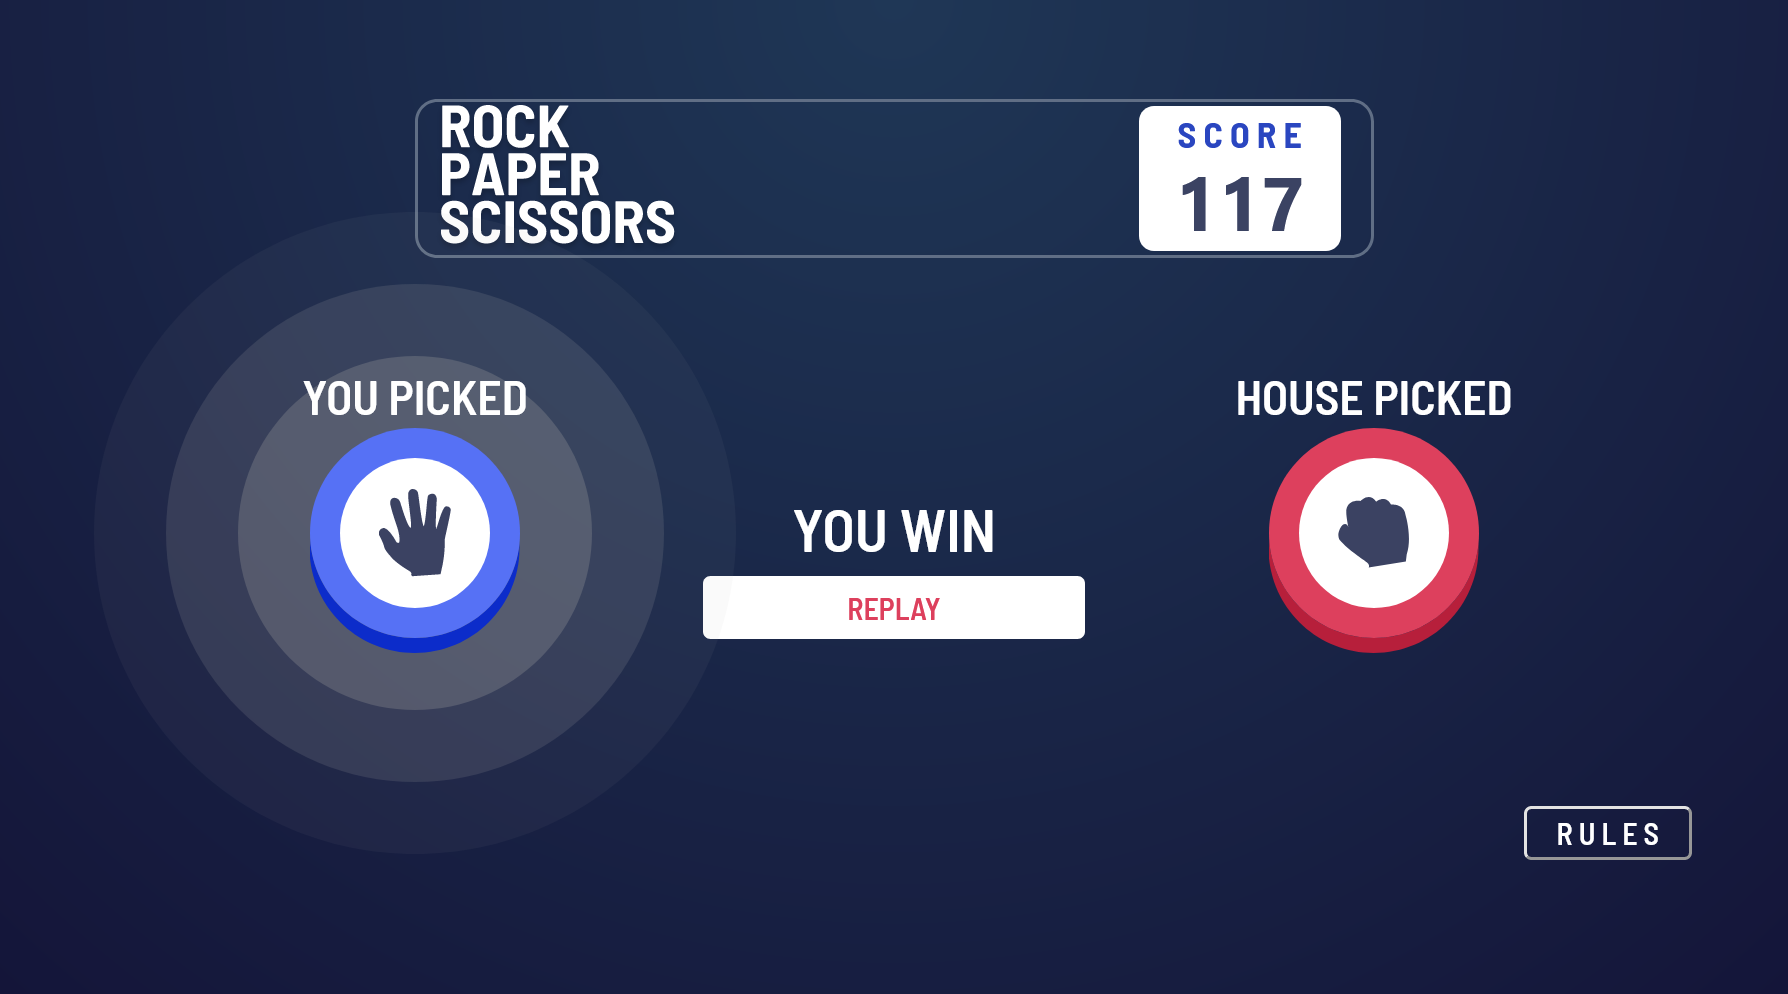 ROCK
PAPER
SCISSORS
SCORE
117
YOU PICKED
HOUSE PICKED
YOU WIN
REPLAY
RULES